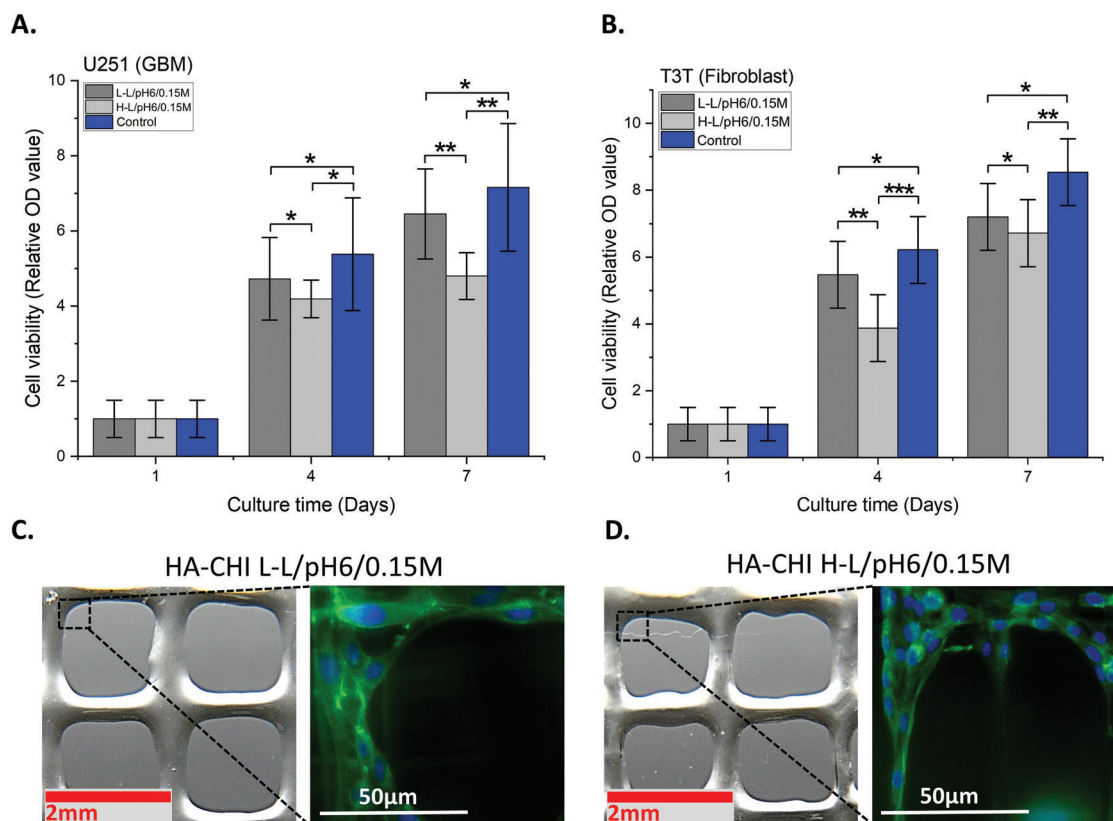 A.
U251 (GBM)
L-L/pH6/0.15M
H-L/pH6/0.15M
Control
Cell viability (Relative OD value)
10
8
6
4
2
0
*
**
**
*
*
*
1
4
7
Culture time (Days)
B.
T3T (Fibroblast)
L-L/pH6/0.15M
H-L/pH6/0.15M
Control
Cell viability (Relative OD value)
10
8
6
4
2
0
*
**
*
*
***
**
1
4
7
Culture time (Days)
C.
HA-CHI L-L/pH6/0.15M
2mm
50µm
D.
HA-CHI H-L/pH6/0.15M
2mm
50µm